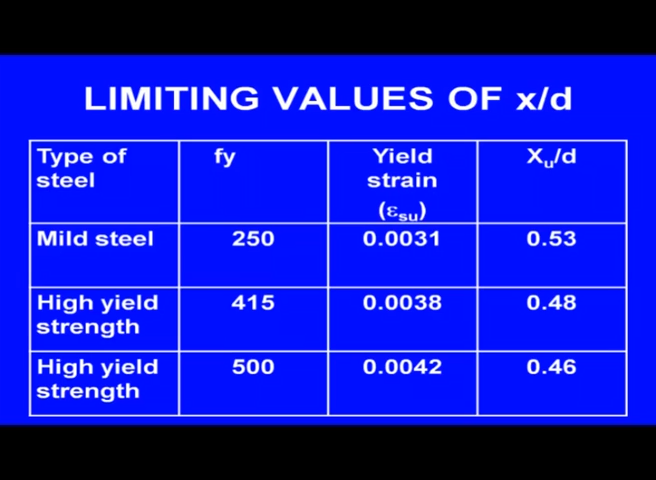 LIMITING VALUES OF x/d
Type of steel fy Yield strain (εsu) Xu/d
Mild steel 250 0.0031 0.53
High yield strength 415 0.0038 0.48
High yield strength 500 0.0042 0.46